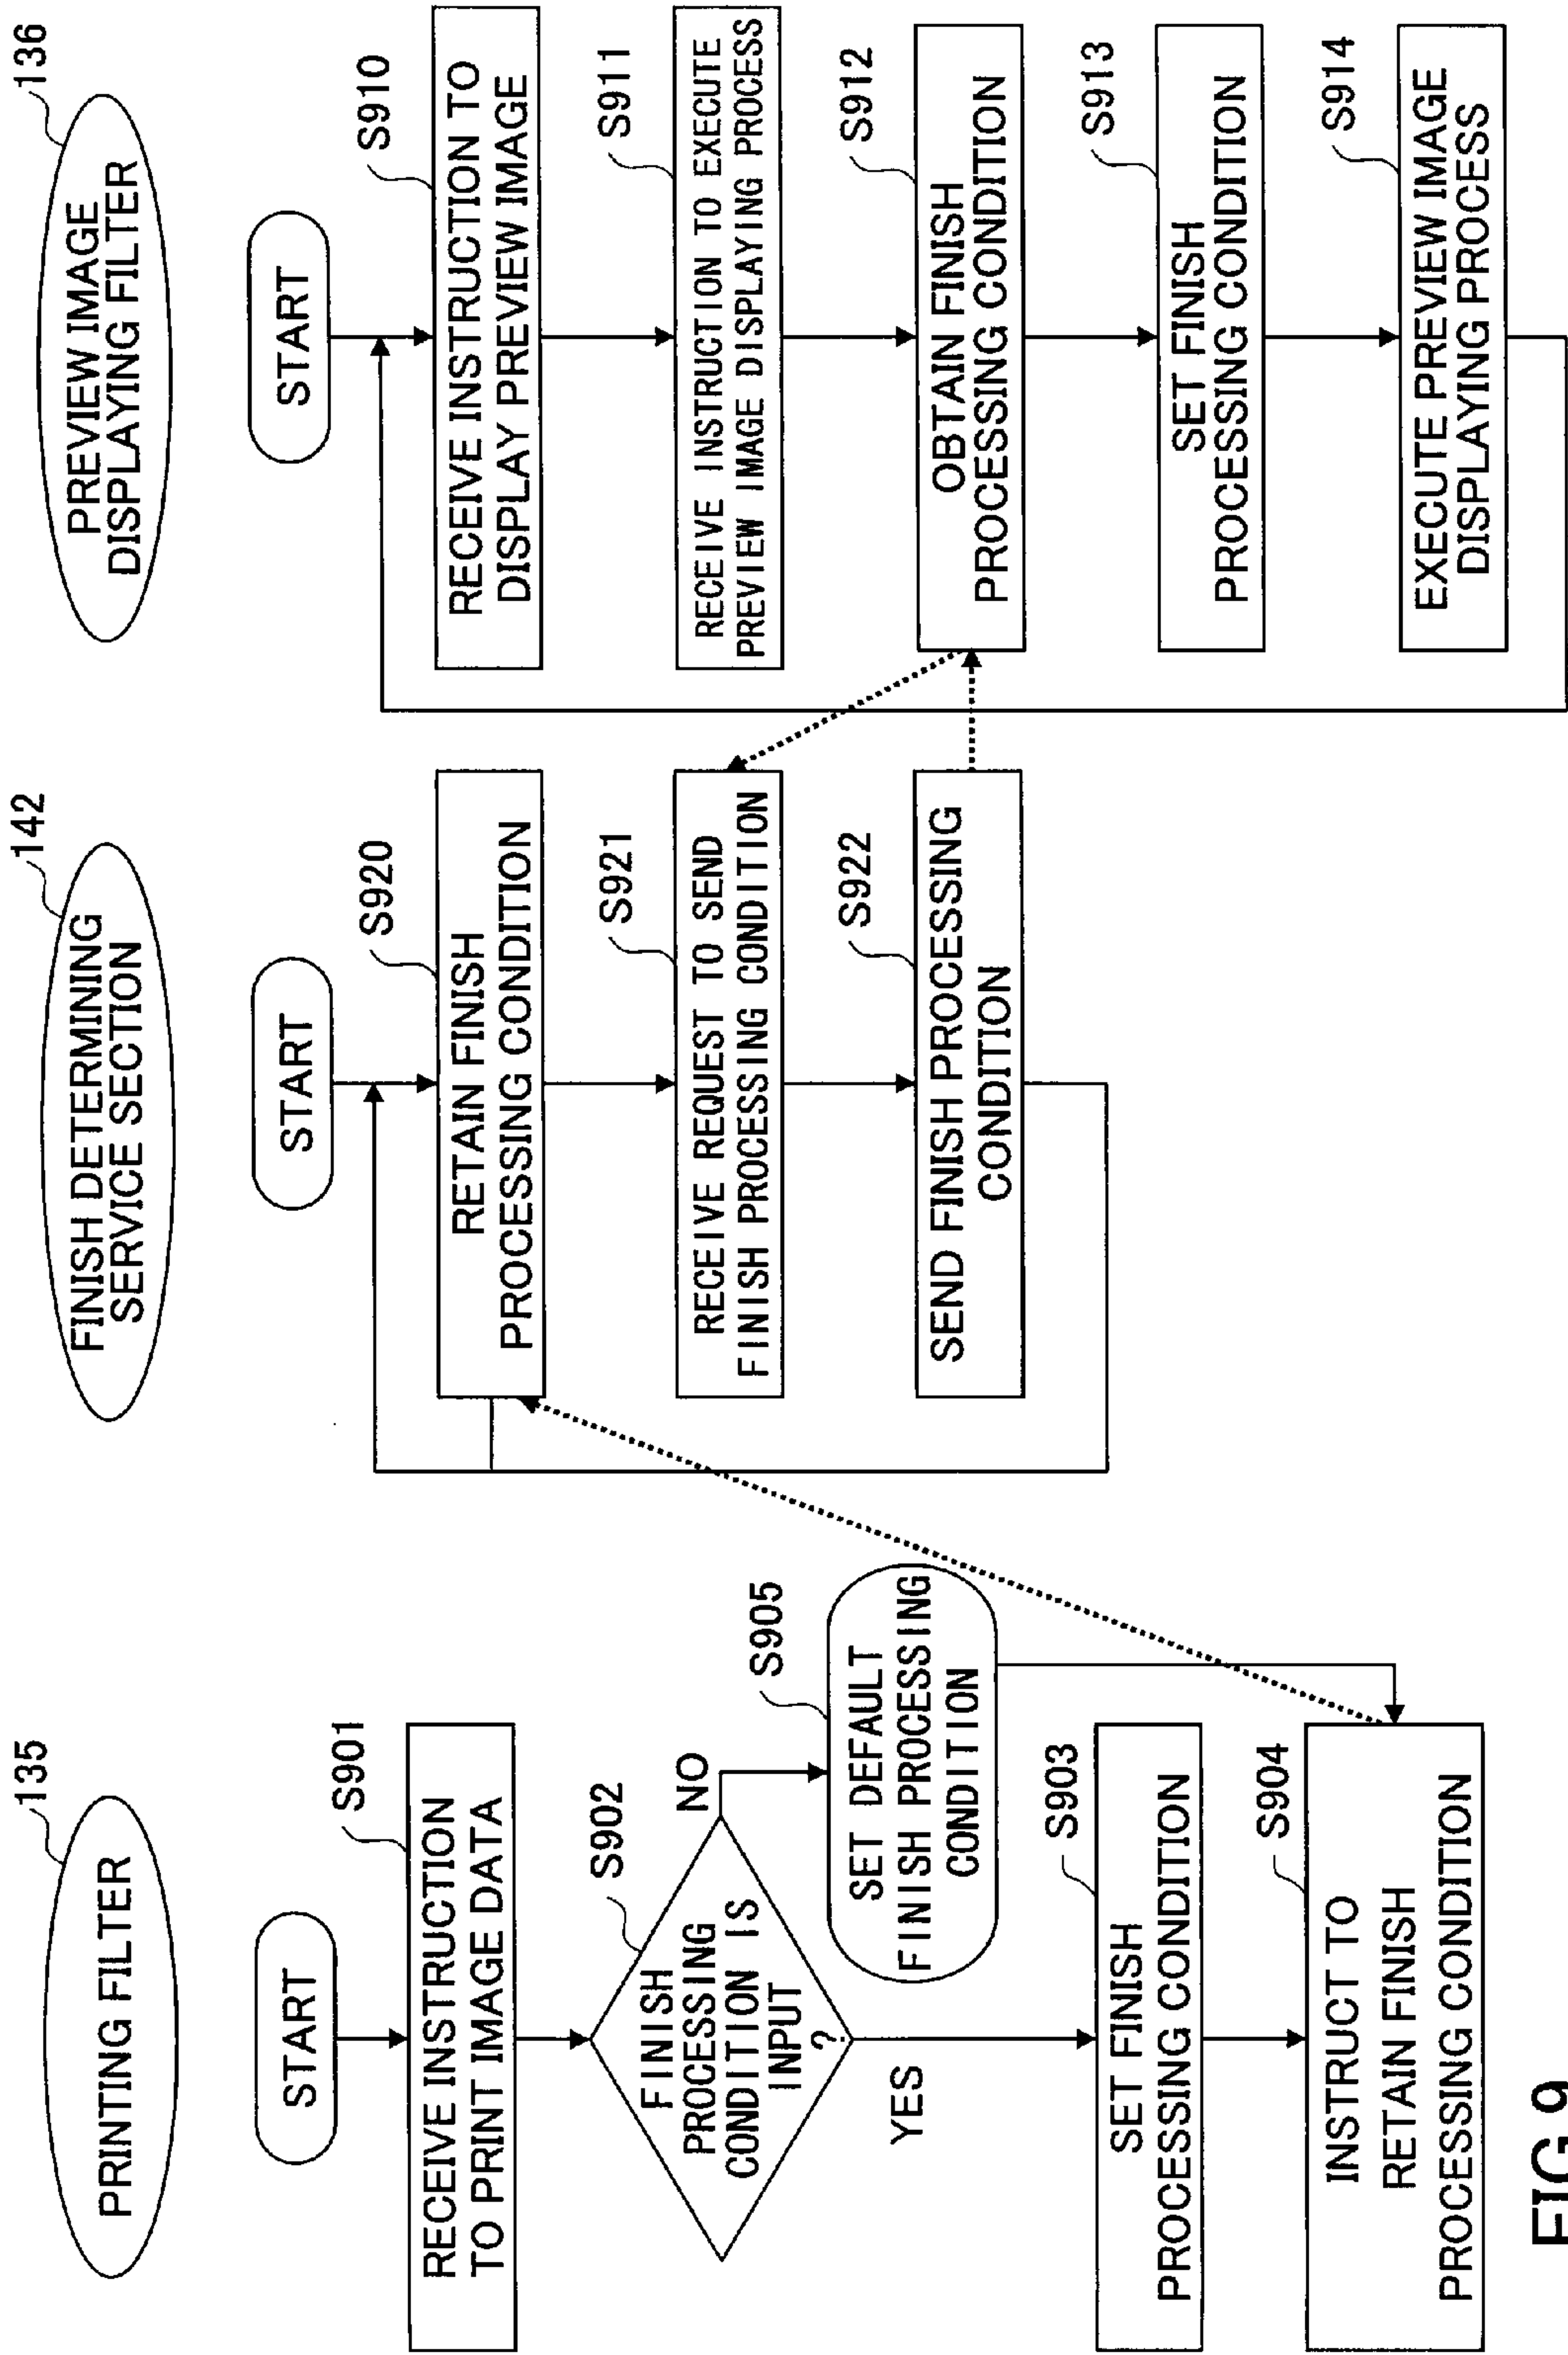 135
PRINTING FILTER
START
S901
RECEIVE INSTRUCTION
TO PRINT IMAGE DATA
S902
FINISH
PROCESSING
CONDITION IS
INPUT
?
NO
YES
S905
SET DEFAULT
FINISH PROCESSING
CONDITION
S903
SET FINISH
PROCESSING CONDITION
S904
INSTRUCT TO
RETAIN FINISH
PROCESSING CONDITION
142
FINISH DETERMINING
SERVICE SECTION
START
S920
RETAIN FINISH
PROCESSING CONDITION
S921
RECEIVE REQUEST TO SEND
FINISH PROCESSING CONDITION
S922
SEND FINISH PROCESSING
CONDITION
136
PREVIEW IMAGE
DISPLAYING FILTER
START
S910
RECEIVE INSTRUCTION TO
DISPLAY PREVIEW IMAGE
S911
RECEIVE INSTRUCTION TO EXECUTE
PREVIEW IMAGE DISPLAYING PROCESS
S912
OBTAIN FINISH
PROCESSING CONDITION
S913
SET FINISH
PROCESSING CONDITION
S914
EXECUTE PREVIEW IMAGE
DISPLAYING PROCESS
FIG.9